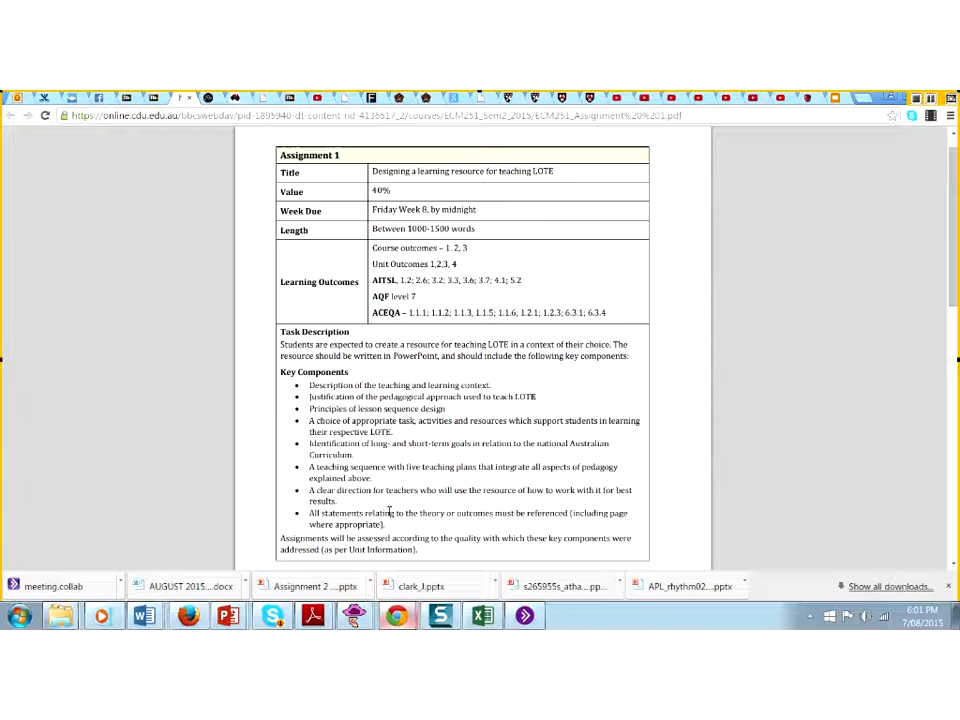 https://online.cdu.edu.au/bbcswebdav/pid-1895940-dt-content-rid-4136517_2/courses/ECM251_Sem2_2015/ECM251_Assignment%20%201.pdf
Assignment 1
Title Designing a learning resource for teaching LOTE
Value 40%
Week Due Friday Week 8, by midnight
Length Between 1000-1500 words
Course outcomes – 1. 2, 3
Unit Outcomes 1,2,3, 4
Learning Outcomes AITSL, 1.2; 2.6; 3.2; 3.3, 3.6; 3.7; 4.1; 5.2
AQF level 7
ACEQA – 1.1.1; 1.1.2; 1.1.3, 1.1.5; 1.1.6; 1.2.1; 1.2.3; 6.3.1; 6.3.4
Task Description
Students are expected to create a resource for teaching LOTE in a context of their choice. The
resource should be written in PowerPoint, and should include the following key components:
Key Components
• Description of the teaching and learning context.
• Justification of the pedagogical approach used to teach LOTE
• Principles of lesson sequence design
• A choice of appropriate task, activities and resources which support students in learning
their respective LOTE.
• Identification of long- and short-term goals in relation to the national Australian
Curriculum.
• A teaching sequence with five teaching plans that integrate all aspects of pedagogy
explained above.
• A clear direction for teachers who will use the resource of how to work with it for best
results.
• All statements relating to the theory or outcomes must be referenced (including page
where appropriate).
Assignments will be assessed according to the quality with which these key components were
addressed (as per Unit Information).
meeting.collab AUGUST 2015....docx Assignment 2 ....pptx clark_J.pptx s265955s_atha....pp... APL_rhythm02....pptx Show all downloads...
6:01 PM
7/08/2015